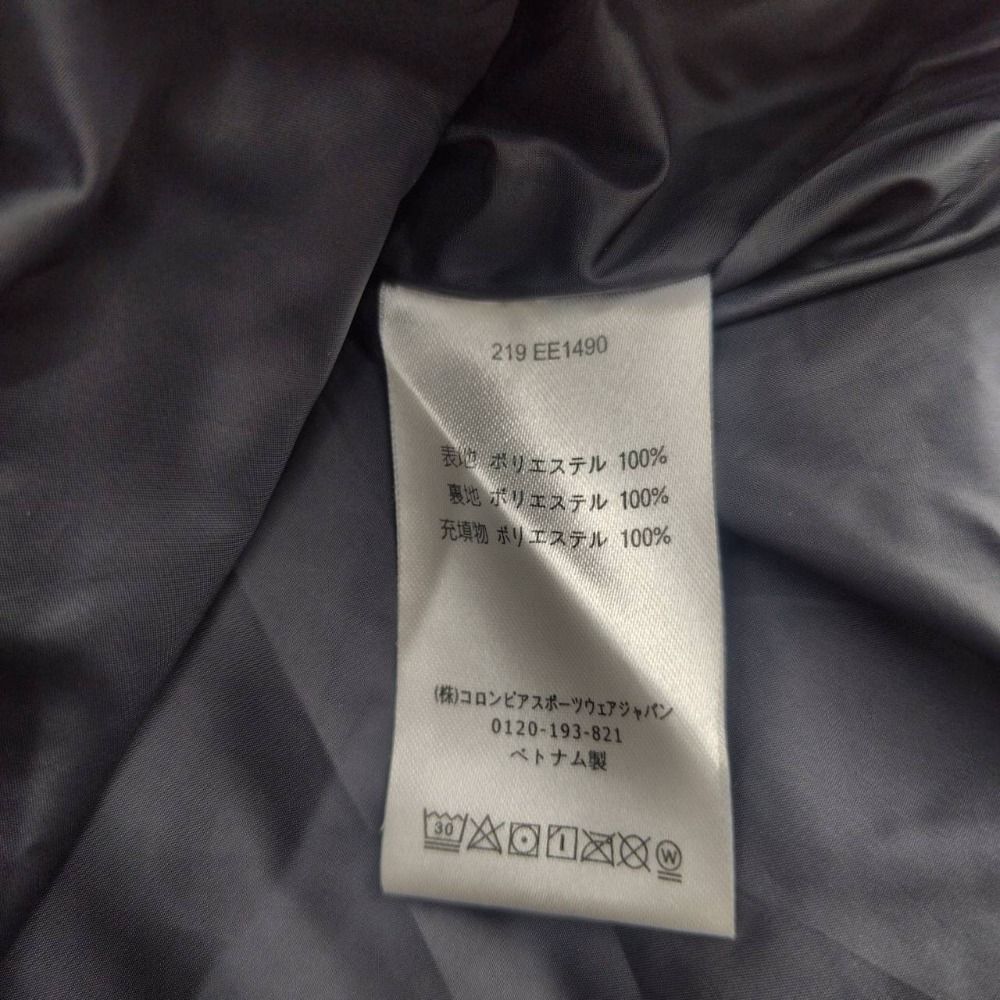 219 EE1490
表地 ポリエステル 100%
裏地 ポリエステル 100%
充填物 ポリエステル 100%
(株)コロンビアスポーツウェアジャパン
0120-193-821
ベトナム製
30 W